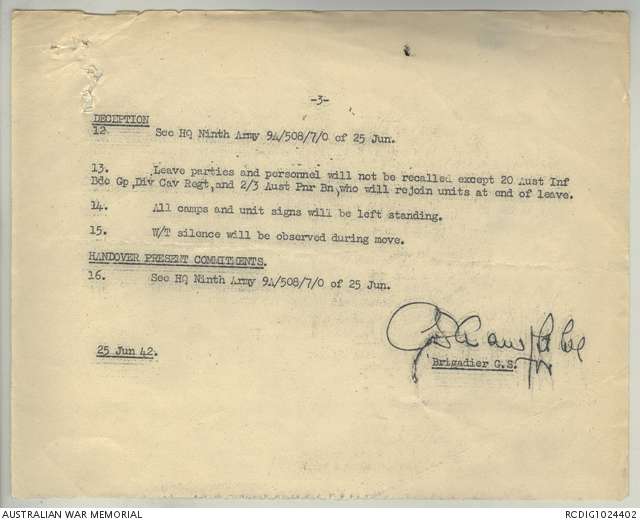 -3-
DECEPTION
12. See HQ Ninth Army 9A/508/7/0 of 25 Jun.
13. Leave parties and personnel will not be recalled except 20 Aust Inf
Bde Gp, Div Cav Regt, and 2/3 Aust Pnr Bn, who will rejoin units at end of leave.
14. All camps and unit signs will be left standing.
15. W/T silence will be observed during move.
HANDOVER PRESENT COMMITMENTS.
16. See HQ Ninth Army 9A/508/7/0 of 25 Jun.
25 Jun 42.
Brigadier G.S.
AUSTRALIAN WAR MEMORIAL
RCDIG1024402